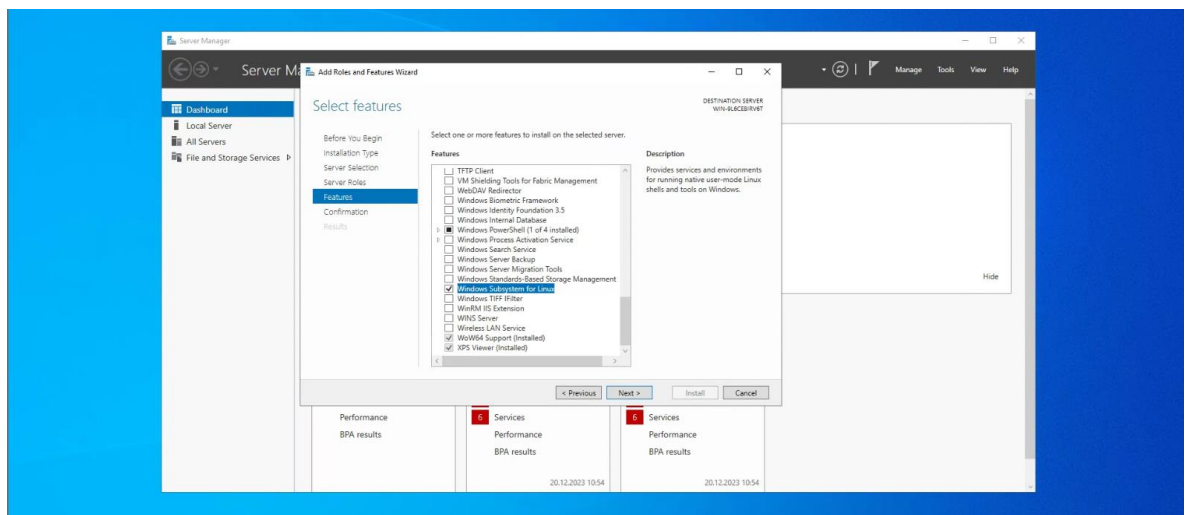 Server Manager
Server Ma
Manage Tools View Help
Dashboard
Local Server
All Servers
File and Storage Services
Add Roles and Features Wizard
Select features
DESTINATION SERVER
WIN-9L6CEBIRV6T
Before You Begin
Installation Type
Server Selection
Server Roles
Features
Confirmation
Results
Select one or more features to install on the selected server.
Features
TFTP Client
VM Shielding Tools for Fabric Management
WebDAV Redirector
Windows Biometric Framework
Windows Identity Foundation 3.5
Windows Internal Database
Windows PowerShell (1 of 4 installed)
Windows Process Activation Service
Windows Search Service
Windows Server Backup
Windows Server Migration Tools
Windows Standards-Based Storage Management
Windows Subsystem for Linux
Windows TIFF IFilter
WinRM IIS Extension
WINS Server
Wireless LAN Service
WoW64 Support (Installed)
XPS Viewer (Installed)
Description
Provides services and environments
for running native user-mode Linux
shells and tools on Windows.
< Previous Next > Install Cancel
Hide
Performance
BPA results
6 Services
Performance
BPA results
20.12.2023 10:54
6 Services
Performance
BPA results
20.12.2023 10:54